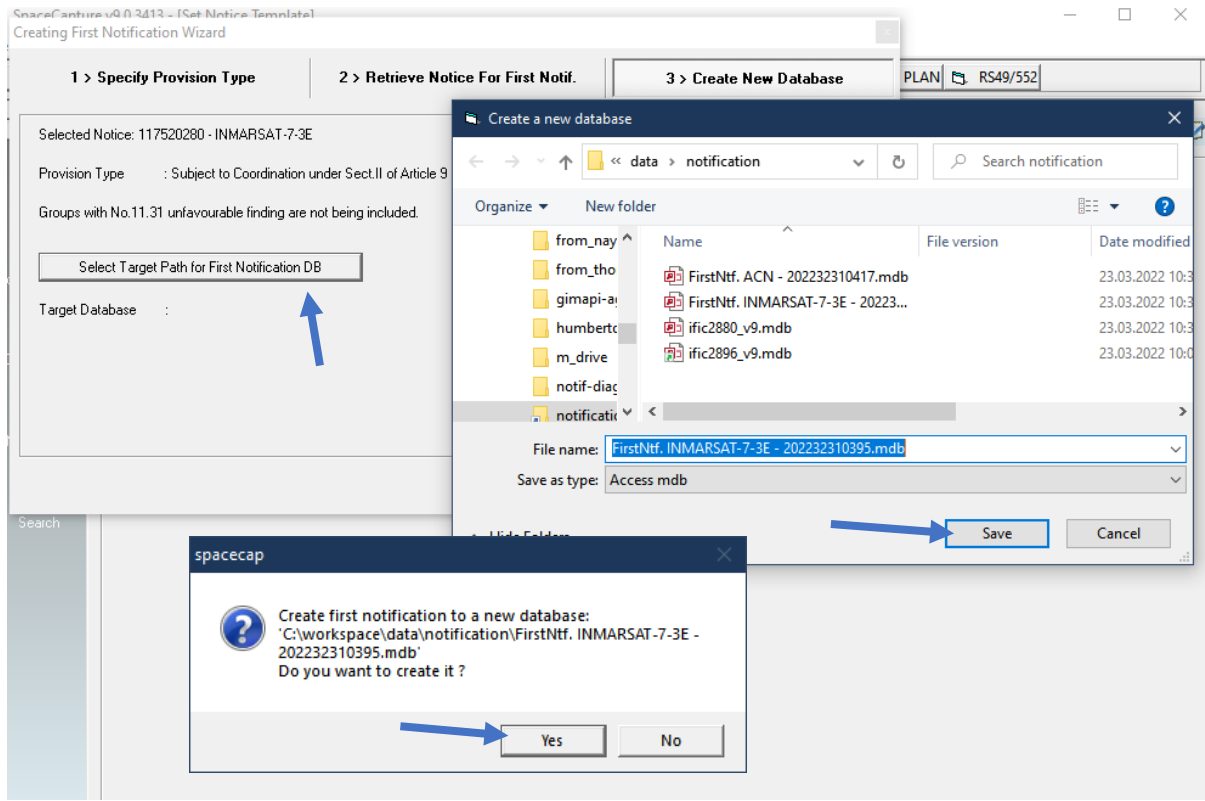 SpaceCapture v9.0.3413 - [Set Notice Template]
Creating First Notification Wizard
1 > Specify Provision Type
2 > Retrieve Notice For First Notif.
3 > Create New Database
PLAN
RS49/552
Selected Notice: 117520280 - INMARSAT-7-3E
Provision Type : Subject to Coordination under Sect.II of Article 9
Groups with No.11.31 unfavourable finding are not being included.
Select Target Path for First Notification DB
Target Database :
Create a new database
« data > notification
Search notification
Organize
New folder
from_nay
from_tho
gimapi-a
humberto
m_drive
notif-diag
notificatic
Name
File version
Date modified
FirstNtf. ACN - 202232310417.mdb
23.03.2022 10:3
FirstNtf. INMARSAT-7-3E - 20223...
23.03.2022 10:3
ific2880_v9.mdb
23.03.2022 10:3
ific2896_v9.mdb
23.03.2022 10:0
File name: FirstNtf. INMARSAT-7-3E - 202232310395.mdb
Save as type: Access mdb
Hide Folders
Save
Cancel
Search
spacecap
Create first notification to a new database:
'C:\workspace\data\notification\FirstNtf. INMARSAT-7-3E -
202232310395.mdb'
Do you want to create it ?
Yes
No